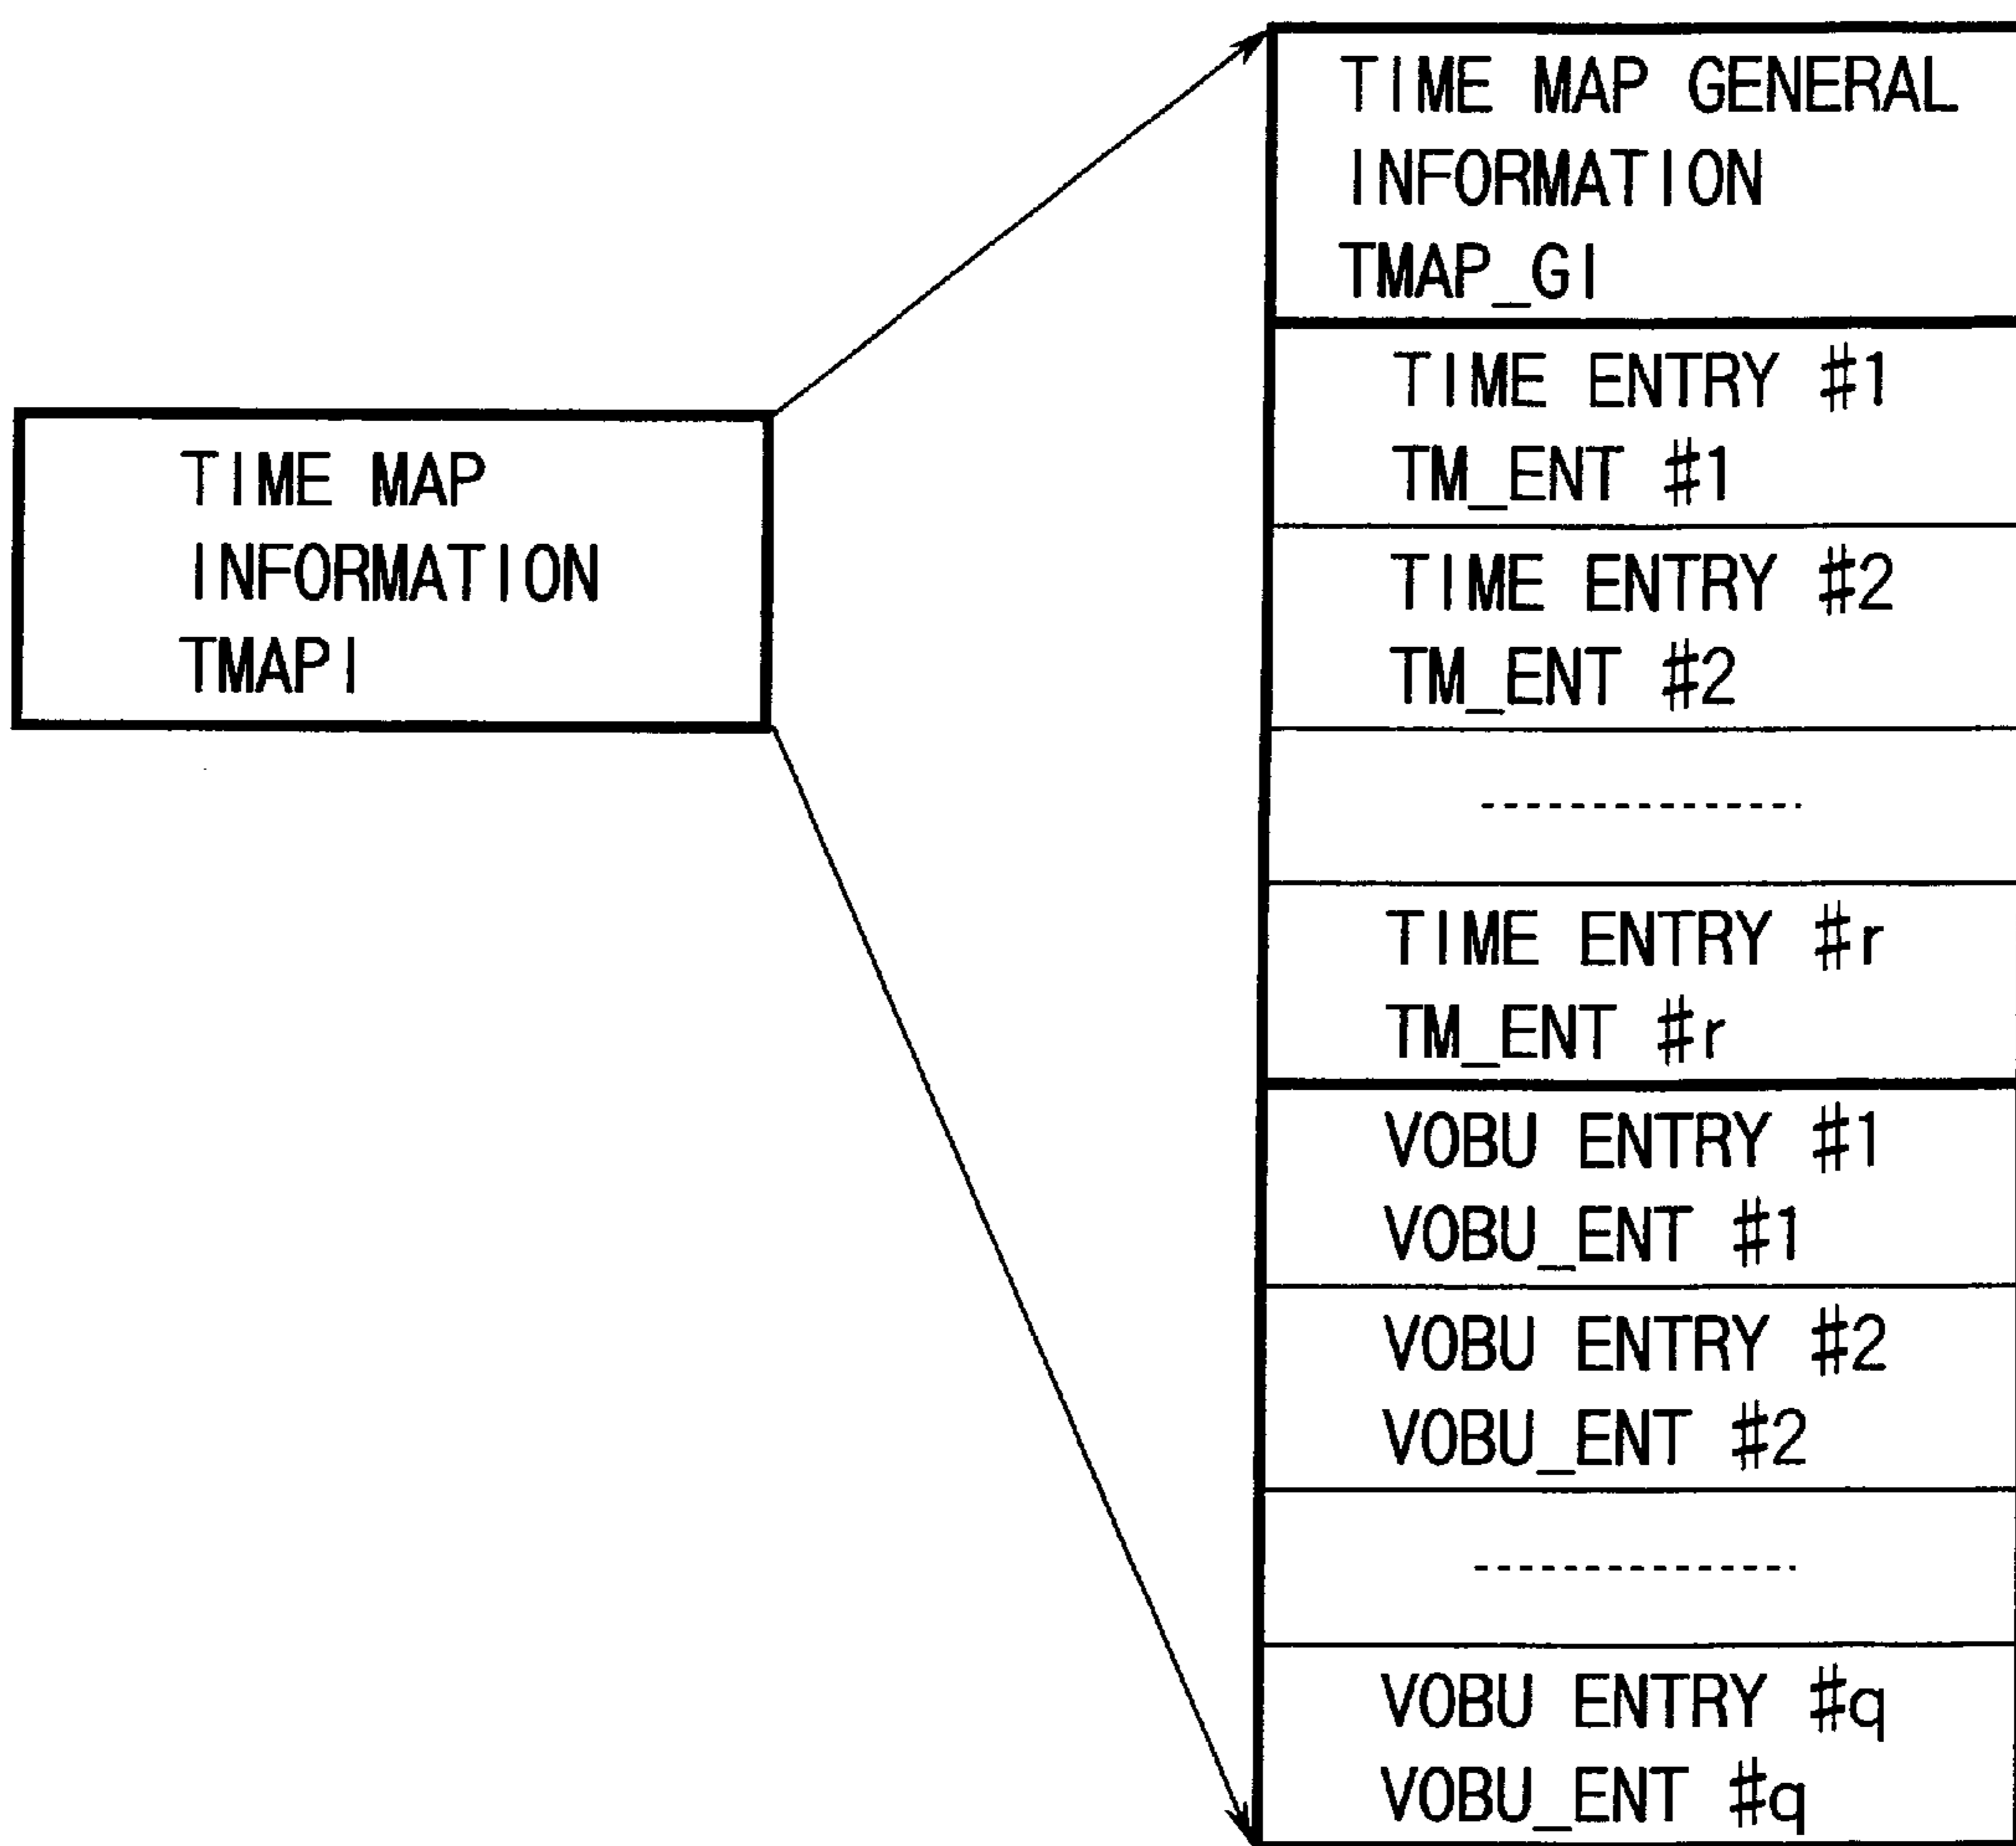 TIME MAP
INFORMATION
TMAPI
TIME MAP GENERAL
INFORMATION
TMAP_GI
TIME ENTRY #1
TM_ENT #1
TIME ENTRY #2
TM_ENT #2
TIME ENTRY #r
TM_ENT #r
VOBU ENTRY #1
VOBU_ENT #1
VOBU ENTRY #2
VOBU_ENT #2
VOBU ENTRY #q
VOBU_ENT #q